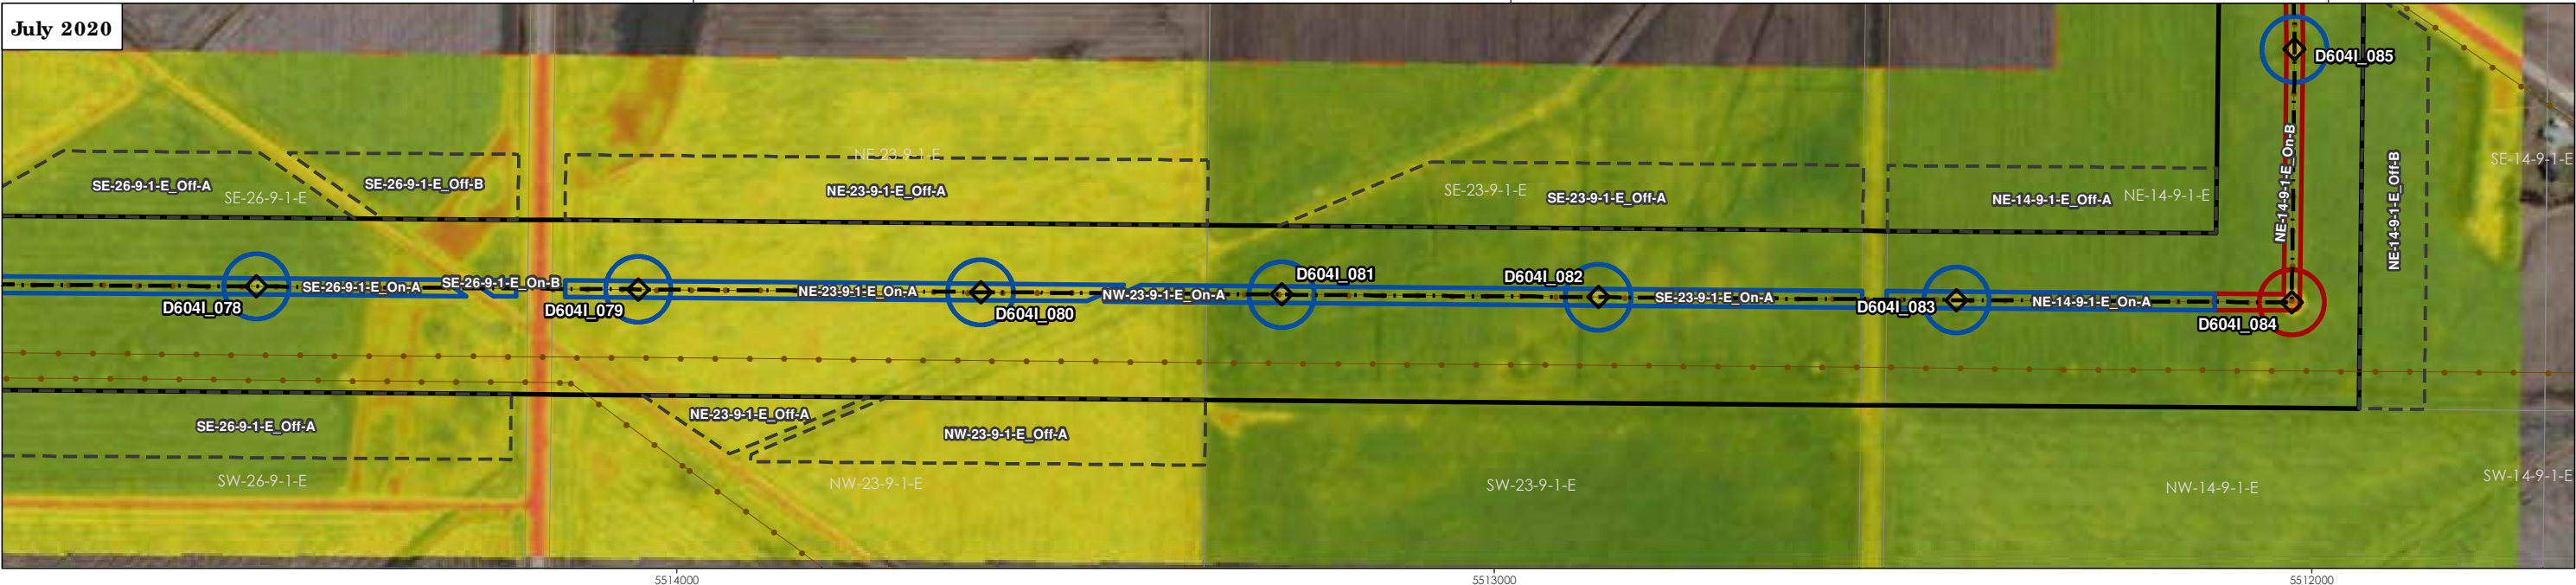 July 2020
D604I_085
NE-23-9-1-E
SE-14-9-1-E
SE-26-9-1-E_Off-A
SE-26-9-1-E_Off-B
NE-23-9-1-E_Off-A
SE-23-9-1-E
SE-26-9-1-E
SE-23-9-1-E_Off-A
NE-14-9-1-E_Off-A
NE-14-9-1-E
NE-14-9-1-E_On-B
NE-14-9-1-E_Off-B
D604I_081
D604I_082
SE-26-9-1-E_On-A
SE-26-9-1-E_On-B
NE-23-9-1-E_On-A
NW-23-9-1-E_On-A
SE-23-9-1-E_On-A
NE-14-9-1-E_On-A
D604I_078
D604I_079
D604I_080
D604I_083
D604I_084
NE-23-9-1-E_Off-A
SE-26-9-1-E_Off-A
NW-23-9-1-E_Off-A
SW-26-9-1-E
NW-23-9-1-E
SW-23-9-1-E
NW-14-9-1-E
SW-14-9-1-E
5514000
5513000
5512000